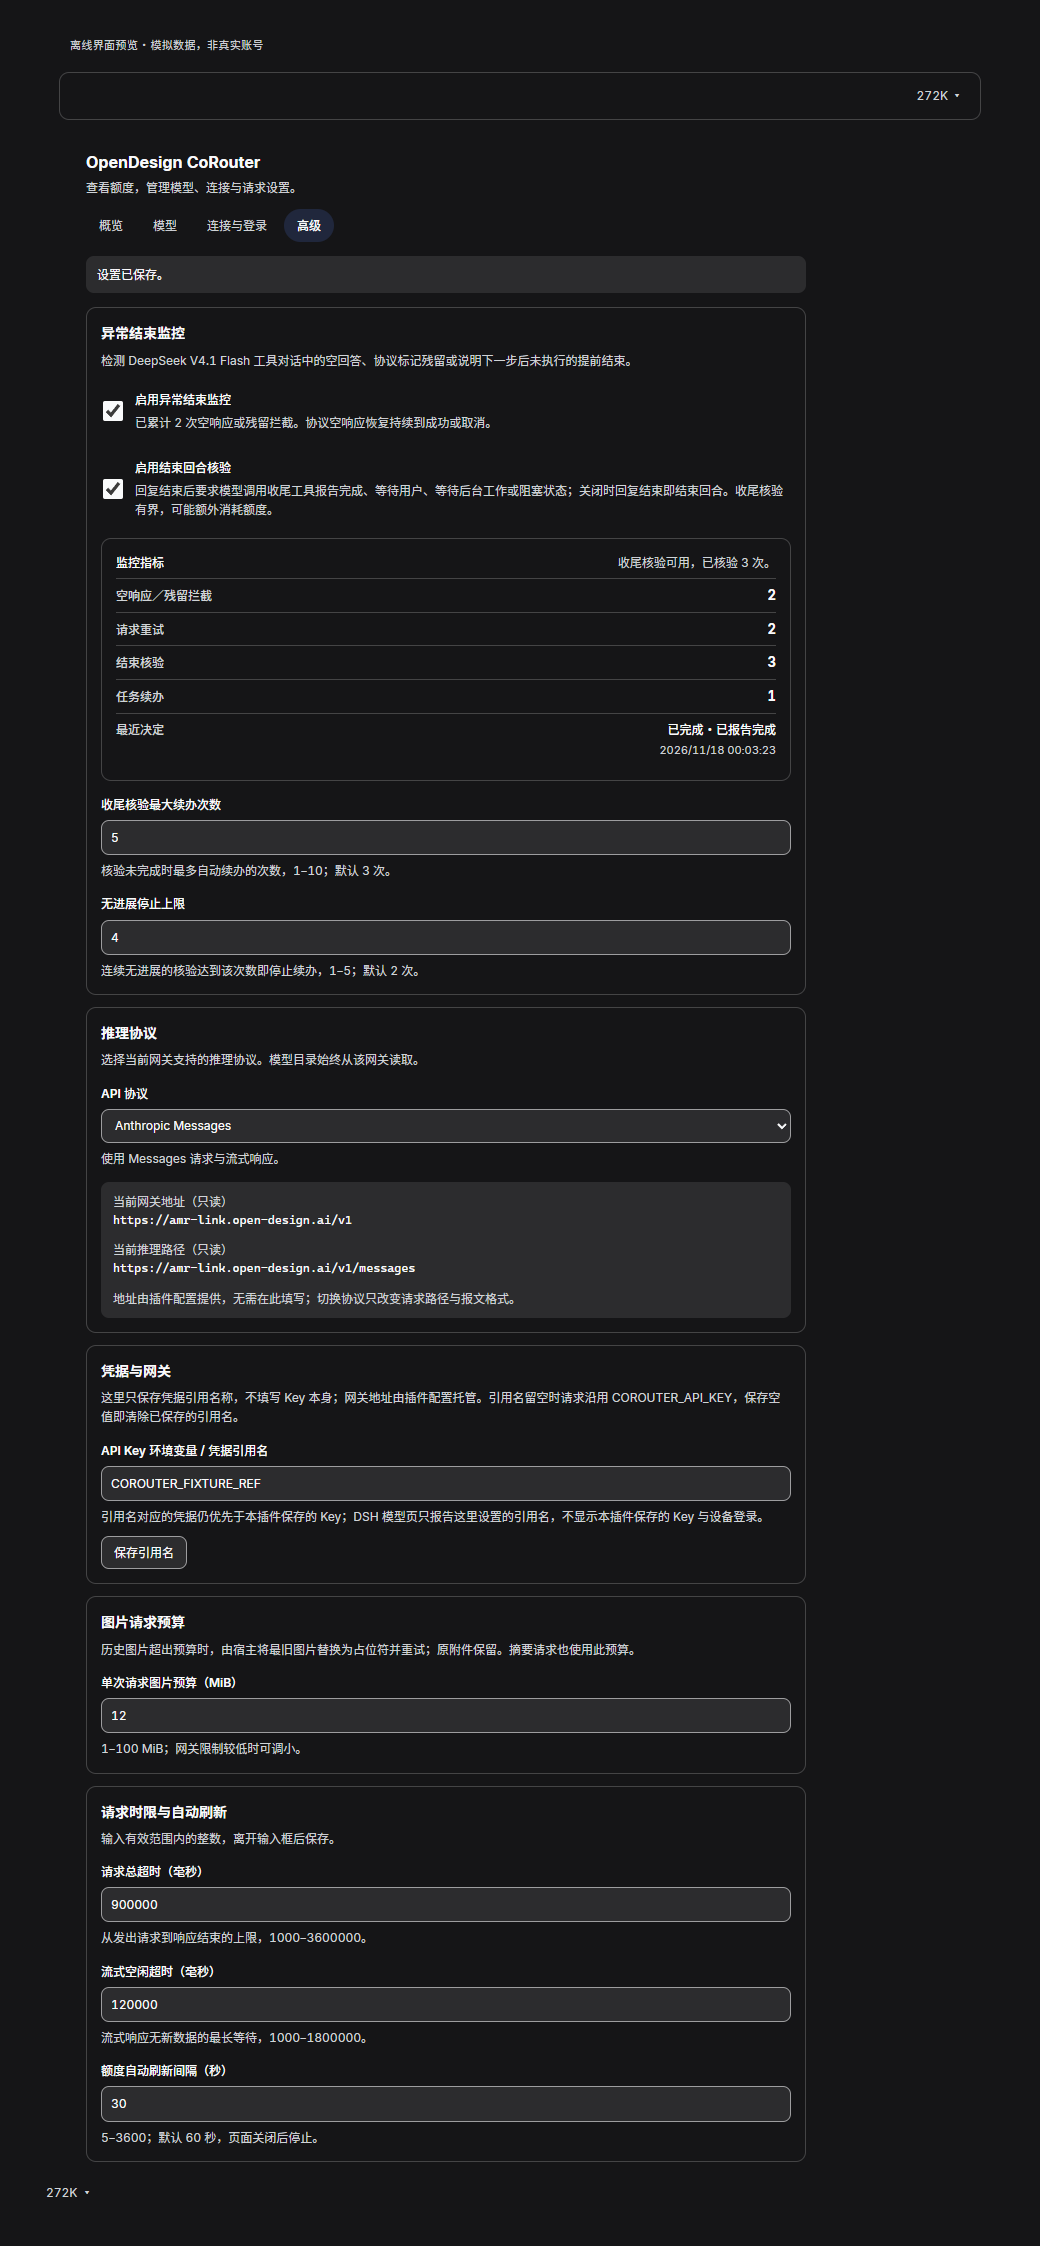 离线界面预览·模拟数据，非真实账号
272K
OpenDesign CoRouter
查看额度，管理模型、连接与请求设置。
概览 模型 连接与登录 高级
设置已保存。
异常结束监控
检测 DeepSeek V4.1 Flash 工具对话中的空回答、协议标记残留或说明下一步后未执行的提前结束。
启用异常结束监控
已累计 2 次空响应或残留拦截。协议空响应恢复持续到成功或取消。
启用结束回合核验
回复结束后要求模型调用收尾工具报告完成、等待用户、等待后台工作或阻塞状态；关闭时回复结束即结束回合。收尾核验
有界，可能额外消耗额度。
监控指标 收尾核验可用，已核验 3 次。
空响应／残留拦截 2
请求重试 2
结束核验 3
任务续办 1
最近决定 已完成·已报告完成
2026/11/18 00:03:23
收尾核验最大续办次数
5
核验未完成时最多自动续办的次数，1–10；默认 3 次。
无进展停止上限
4
连续无进展的核验达到该次数即停止续办，1–5；默认 2 次。
推理协议
选择当前网关支持的推理协议。模型目录始终从该网关读取。
API 协议
Anthropic Messages
使用 Messages 请求与流式响应。
当前网关地址（只读）
https://amr-link.open-design.ai/v1
当前推理路径（只读）
https://amr-link.open-design.ai/v1/messages
地址由插件配置提供，无需在此填写；切换协议只改变请求路径与报文格式。
凭据与网关
这里只保存凭据引用名称，不填写 Key 本身；网关地址由插件配置托管。引用名留空时请求沿用 COROUTER_API_KEY，保存空
值即清除已保存的引用名。
API Key 环境变量 / 凭据引用名
COROUTER_FIXTURE_REF
引用名对应的凭据仍优先于本插件保存的 Key；DSH 模型页只报告这里设置的引用名，不显示本插件保存的 Key 与设备登录。
保存引用名
图片请求预算
历史图片超出预算时，由宿主将最旧图片替换为占位符并重试；原附件保留。摘要请求也使用此预算。
单次请求图片预算（MiB）
12
1–100 MiB；网关限制较低时可调小。
请求时限与自动刷新
输入有效范围内的整数，离开输入框后保存。
请求总超时（毫秒）
900000
从发出请求到响应结束的上限，1000–3600000。
流式空闲超时（毫秒）
120000
流式响应无新数据的最长等待，1000–1800000。
额度自动刷新间隔（秒）
30
5–3600；默认 60 秒，页面关闭后停止。
272K